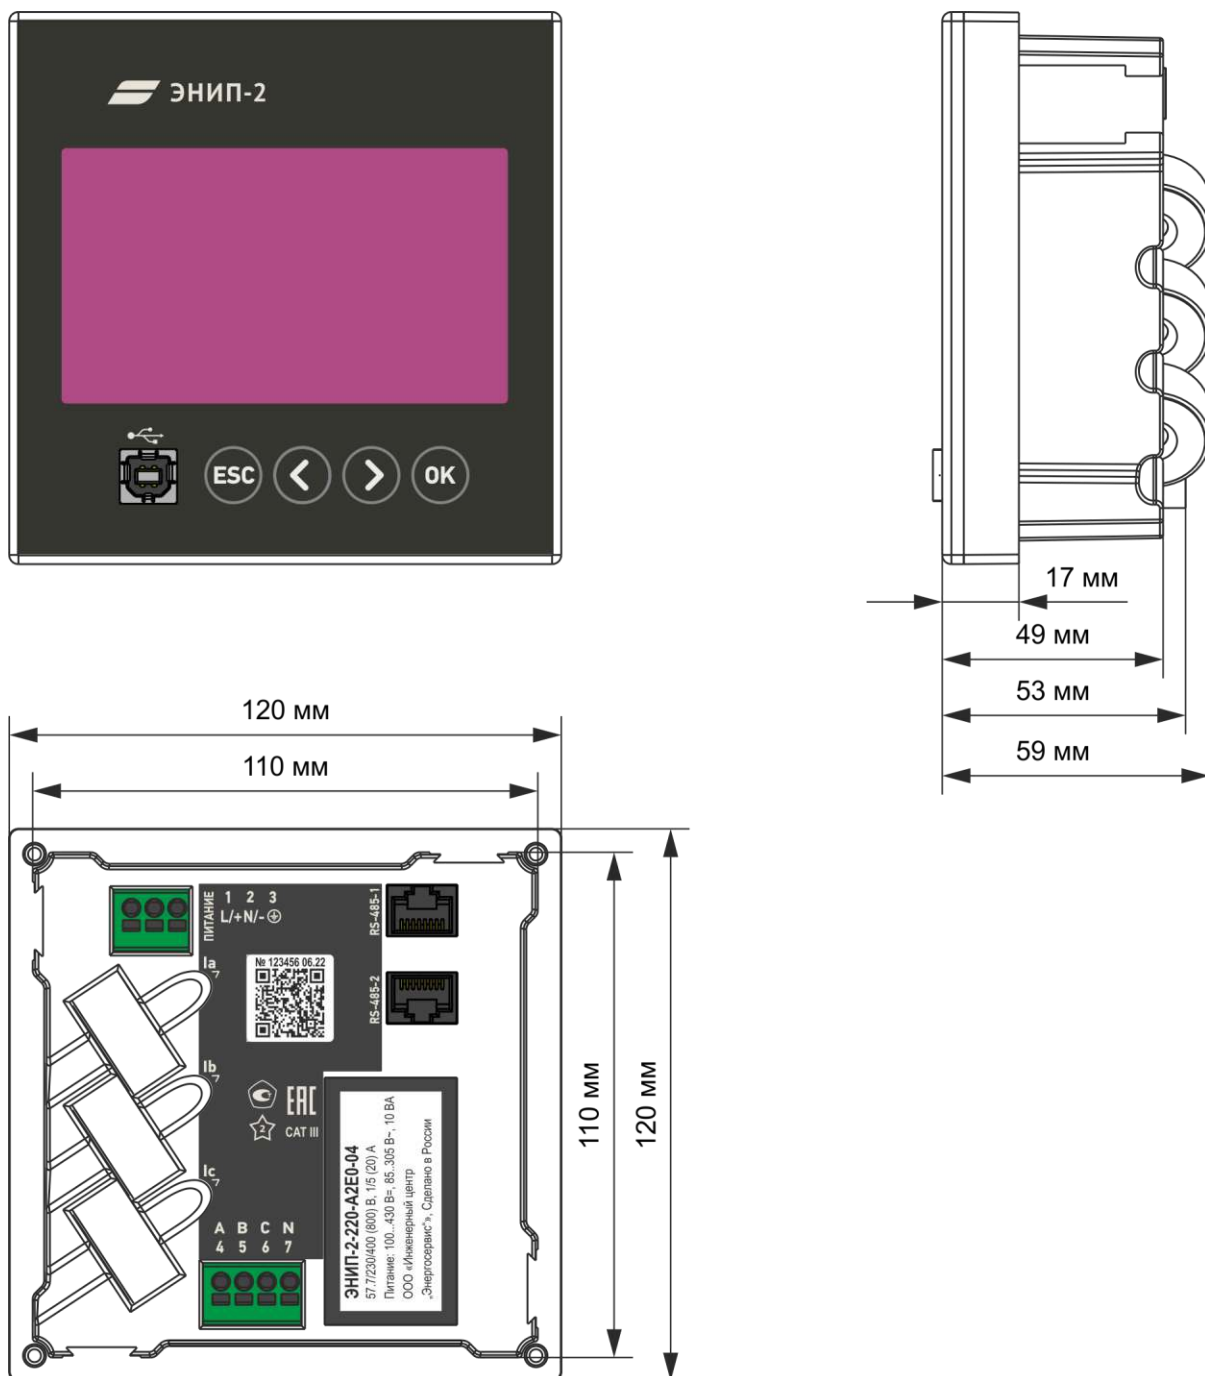 ЭНИП-2
ESC
OK
17 мм
49 мм
53 мм
59 мм
120 мм
110 мм
ПИТАНИЕ
1 2 3
L/+ N/-
RS-485-1
Ia
№ 123456 06.22
RS-485-2
Ib
EAC
2
CAT III
Ic
A B C N
4 5 6 7
ЭНИП-2-220-A2E0-04
57.7/230/400 (800) В, 1/5 (20) А
Питание: 100...430 В=, 85..305 В~, 10 ВА
ООО «Инженерный центр
„Энергосервис“», Сделано в России
110 мм
120 мм